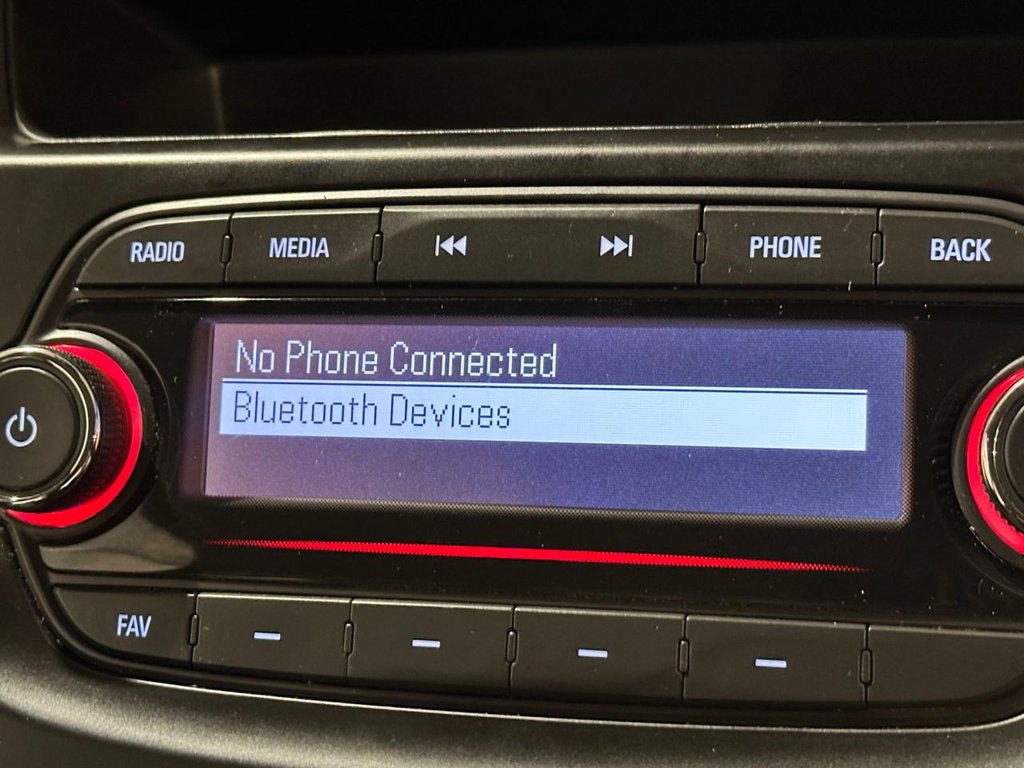 RADIO
MEDIA
PHONE
BACK
No Phone Connected
Bluetooth Devices
FAV